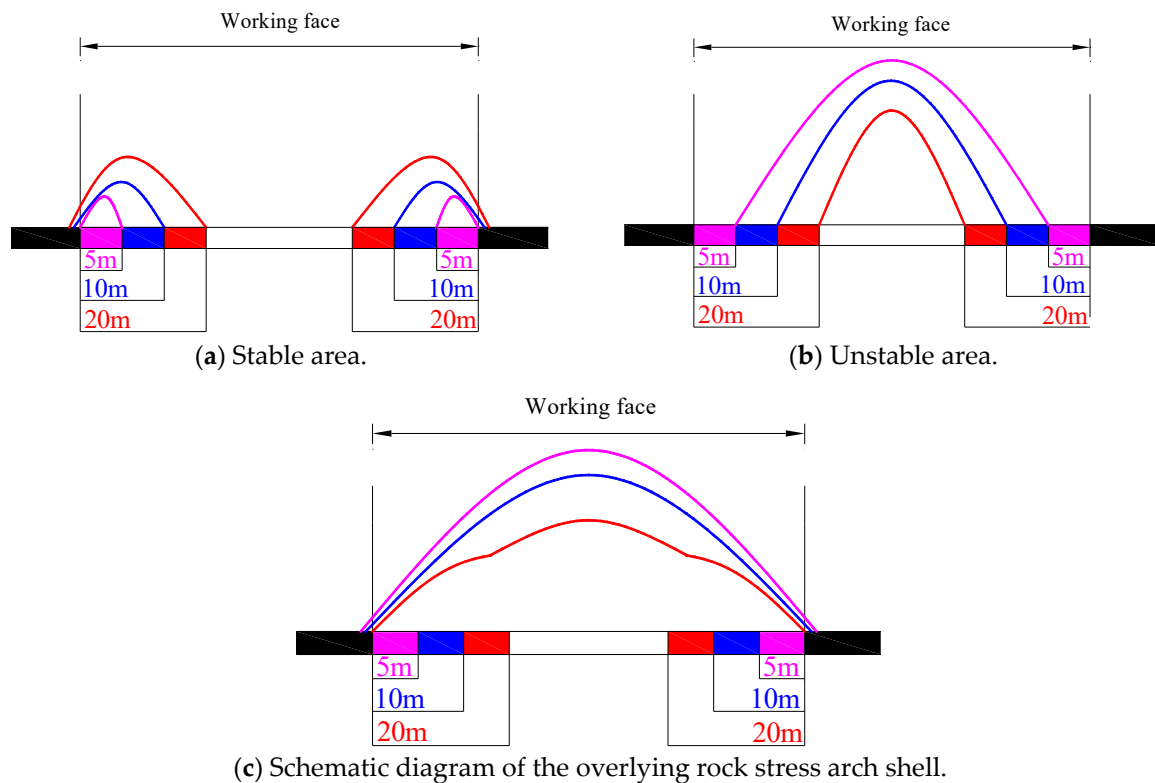 Working face
5m
5m
10m
10m
20m
20m
(a) Stable area.
Working face
5m
5m
10m
10m
20m
20m
(b) Unstable area.
Working face
5m
5m
10m
10m
20m
20m
(c) Schematic diagram of the overlying rock stress arch shell.